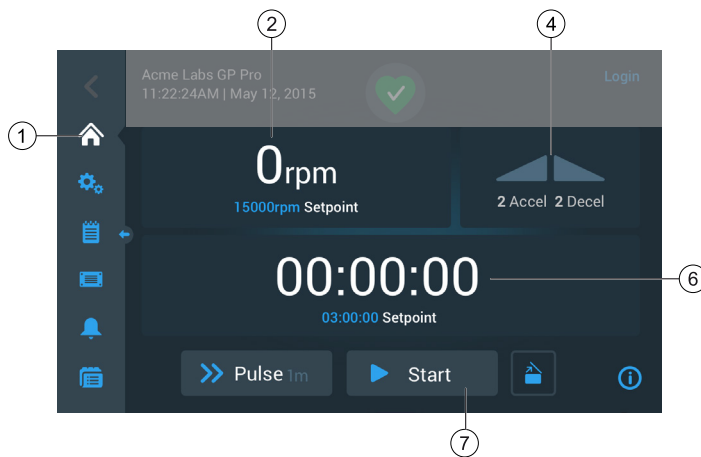 2
4
Acme Labs GP Pro
Login
11:22:24AM | May 12, 2015
1
0rpm
15000rpm Setpoint
2 Accel 2 Decel
00:00:00
6
03:00:00 Setpoint
Pulse 1m
Start
7